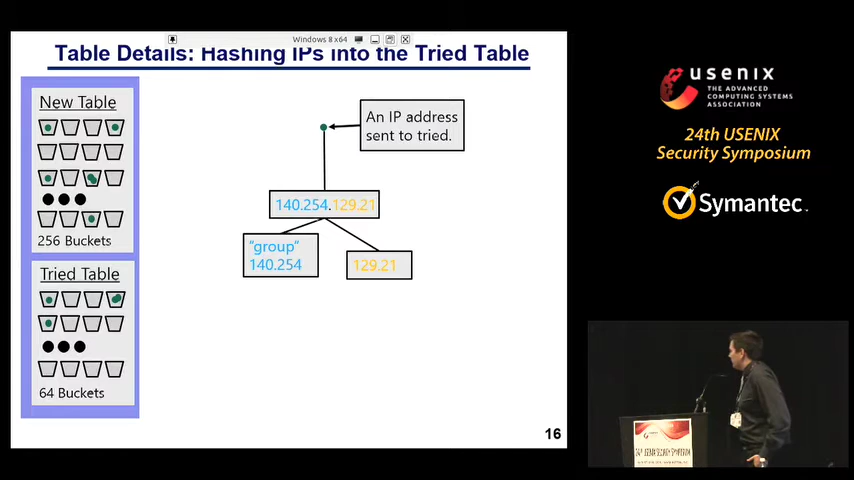 Windows 8 x64
Table Details: Hashing IPs into the Tried Table
New Table
256 Buckets
Tried Table
64 Buckets
An IP address
sent to tried.
140.254.129.21
"group"
140.254
129.21
16
usenix
THE ADVANCED
COMPUTING SYSTEMS
ASSOCIATION
24th USENIX
Security Symposium
Symantec.